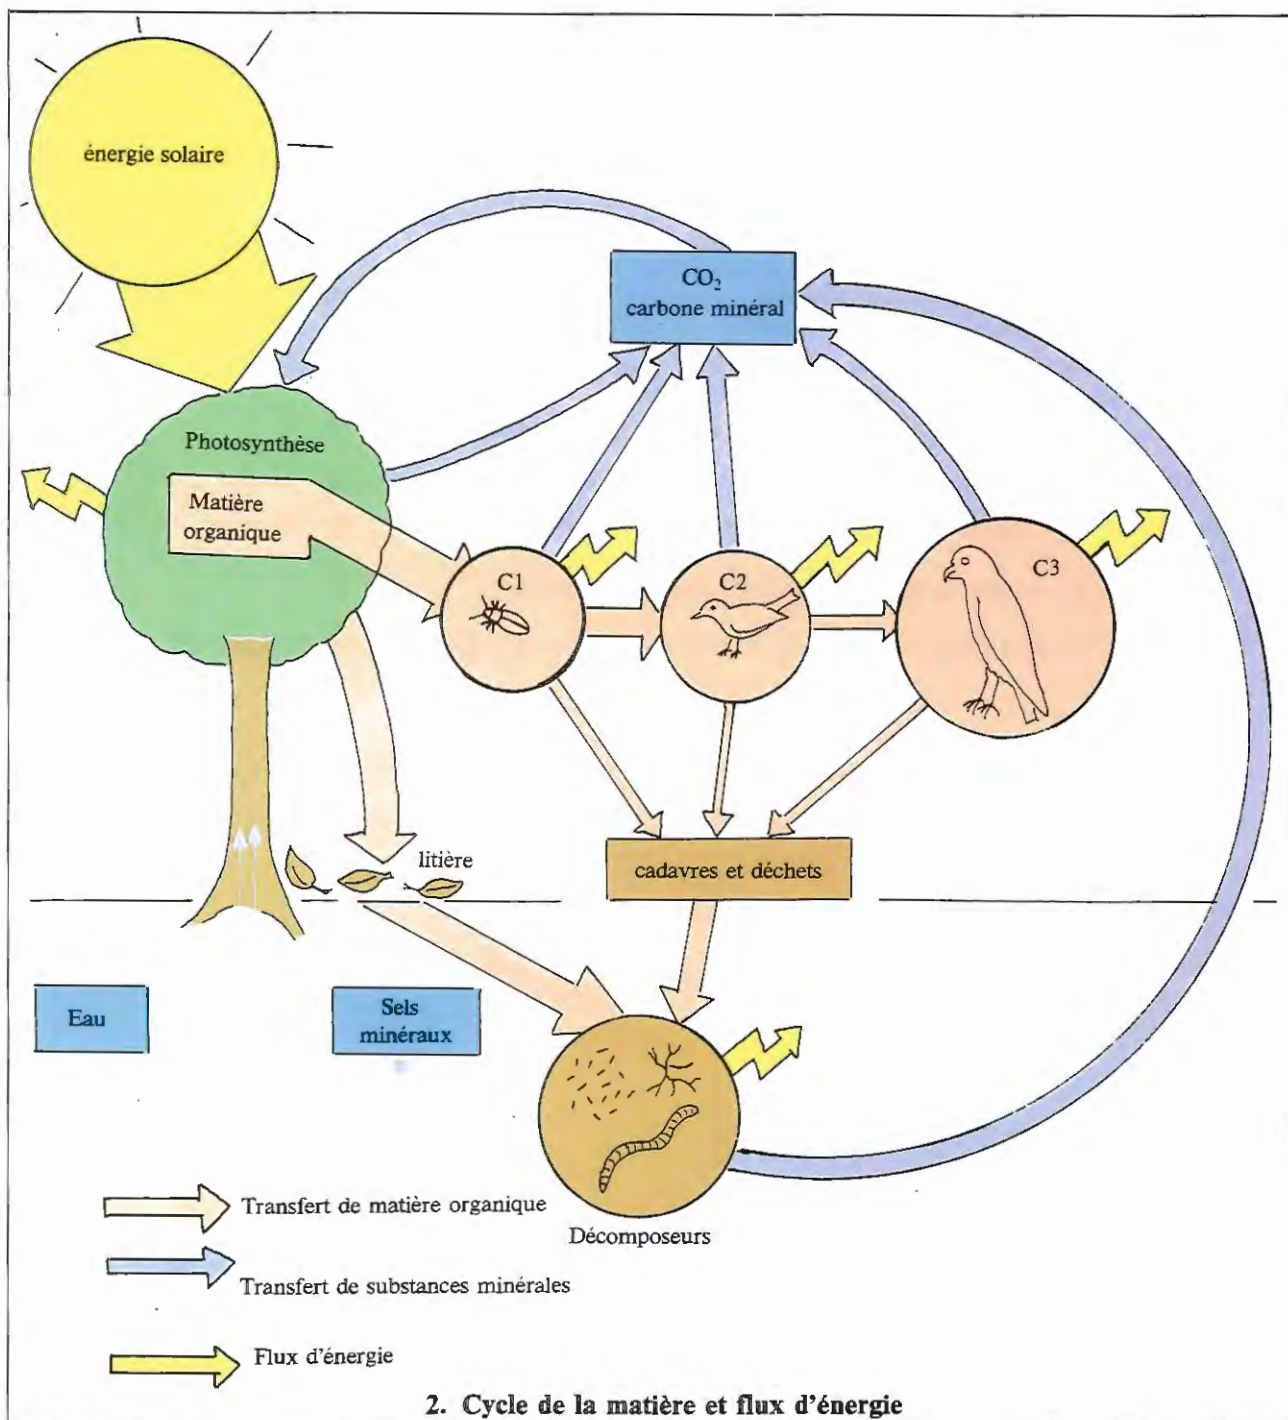 énergie solaire
CO₂
carbone minéral
Photosynthèse
Matière
organique
C1
C2
C3
litière
cadavres et déchets
Eau
Sels
minéraux
Décomposeurs
Transfert de matière organique
Transfert de substances minérales
Flux d'énergie
2. Cycle de la matière et flux d'énergie